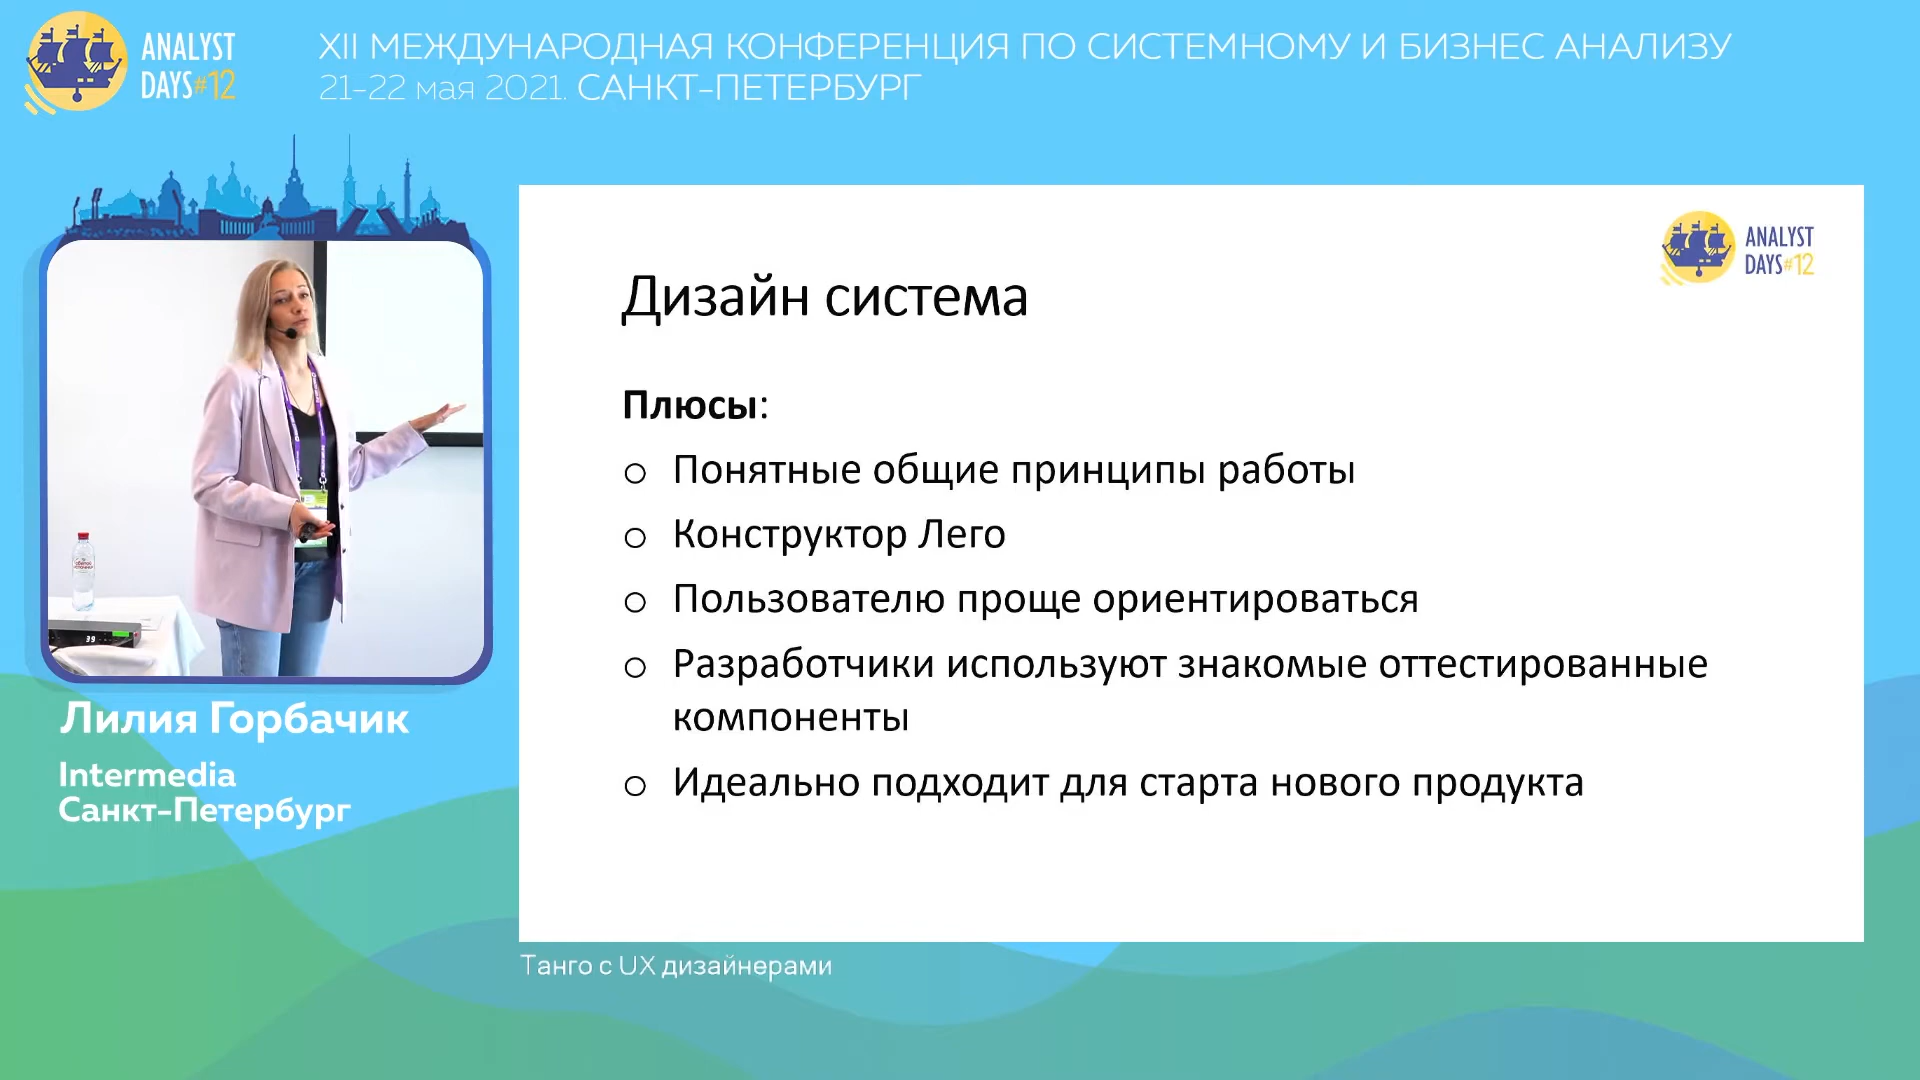 ANALYST
DAYS#12
XII МЕЖДУНАРОДНАЯ КОНФЕРЕНЦИЯ ПО СИСТЕМНОМУ И БИЗНЕС АНАЛИЗУ
21-22 мая 2021. САНКТ-ПЕТЕРБУРГ
ANALYST
DAYS#12
Дизайн система
Плюсы:
Понятные общие принципы работы
Конструктор Лего
Пользователю проще ориентироваться
Разработчики используют знакомые оттестированные
компоненты
Идеально подходит для старта нового продукта
39
Лилия Горбачик
Intermedia
Санкт-Петербург
Танго с UX дизайнерами